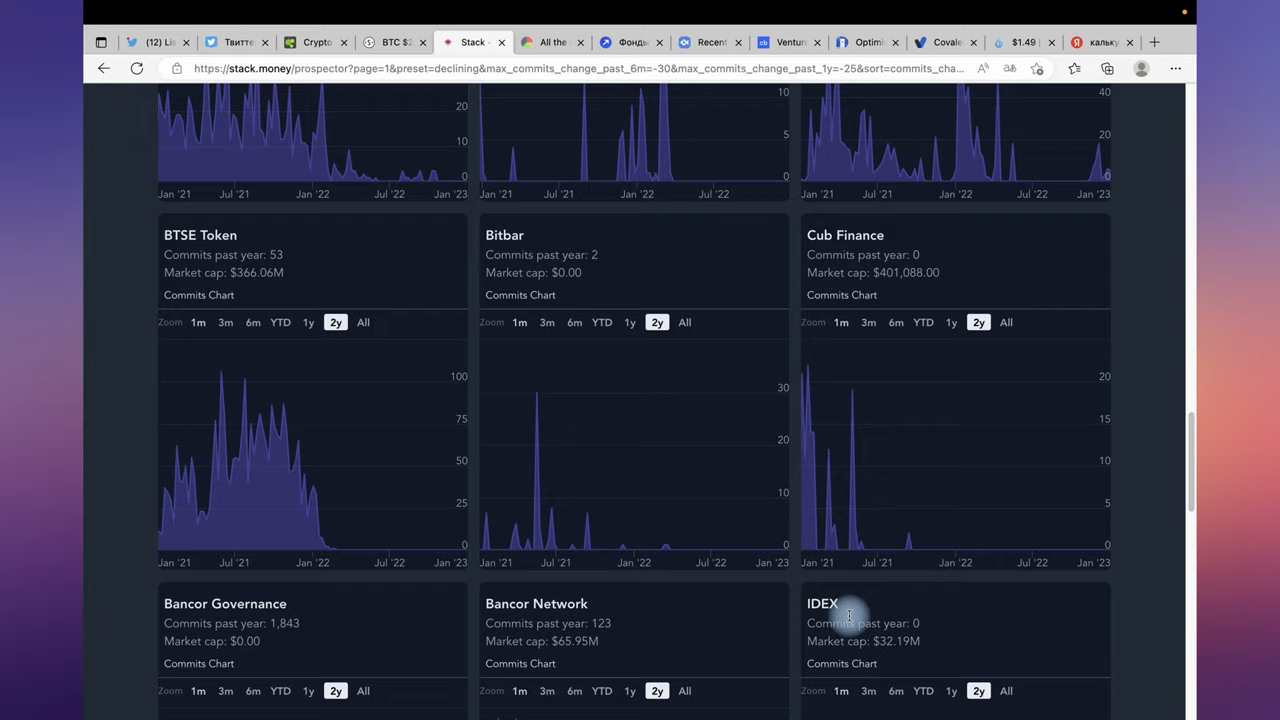 (12) Lis
Твитте
Crypto
BTC $2
Stack -
All the
Фонды
Recent
Ventur
Optimi
Covale
$1.49 |
кальку
https://stack.money/prospector?page=1&preset=declining&max_commits_change_past_6m=-30&max_commits_change_past_1y=-25&sort=commits_cha...
20
10
0
Jan '21 Jul '21 Jan '22 Jul '22 Jan '23
10
5
0
Jan '21 Jul '21 Jan '22 Jul '22
40
20
0
Jan '21 Jul '21 Jan '22 Jul '22 Jan '23
BTSE Token
Commits past year: 53
Market cap: $366.06M
Commits Chart
Zoom 1m 3m 6m YTD 1y 2y All
100
75
50
25
0
Jan '21 Jul '21 Jan '22 Jul '22 Jan '23
Bitbar
Commits past year: 2
Market cap: $0.00
Commits Chart
Zoom 1m 3m 6m YTD 1y 2y All
30
20
10
0
Jan '21 Jul '21 Jan '22 Jul '22 Jan '23
Cub Finance
Commits past year: 0
Market cap: $401,088.00
Commits Chart
Zoom 1m 3m 6m YTD 1y 2y All
20
15
10
5
0
Jan '21 Jul '21 Jan '22 Jul '22 Jan '23
Bancor Governance
Commits past year: 1,843
Market cap: $0.00
Commits Chart
Zoom 1m 3m 6m YTD 1y 2y All
Bancor Network
Commits past year: 123
Market cap: $65.95M
Commits Chart
Zoom 1m 3m 6m YTD 1y 2y All
IDEX
Commits past year: 0
Market cap: $32.19M
Commits Chart
Zoom 1m 3m 6m YTD 1y 2y All